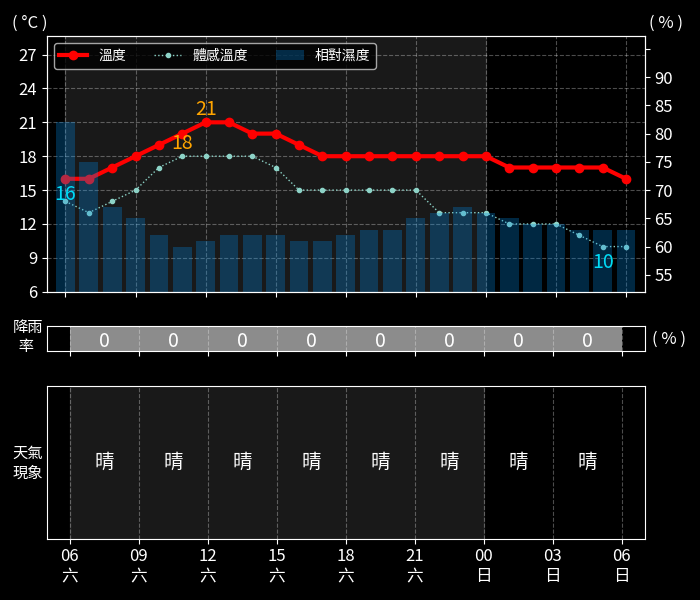 ( °C )
( % )
溫度
體感溫度
相對濕度
27
24
21
18
15
12
9
6
90
85
80
75
70
65
60
55
21
18
16
10
降雨
率
0 0 0 0 0 0 0 0
( % )
天氣
現象
晴 晴 晴 晴 晴 晴 晴 晴
06 09 12 15 18 21 00 03 06
六 六 六 六 六 六 日 日 日